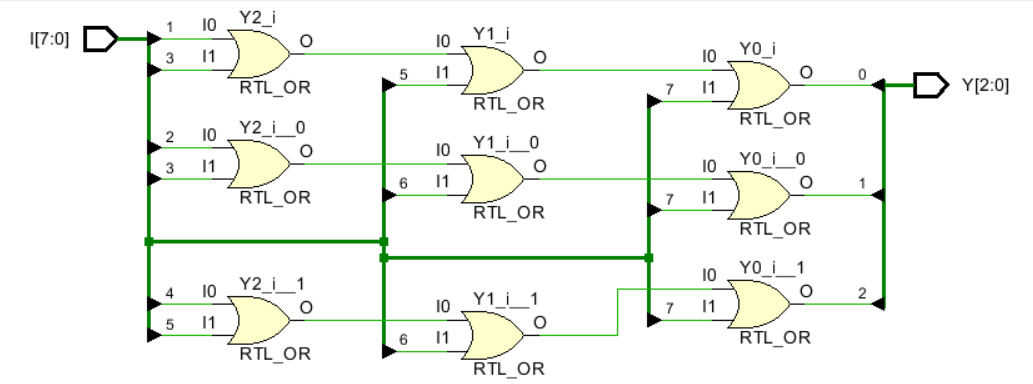 I[7:0]
1
I0
Y2_i
O
3
I1
RTL_OR
I0
Y1_i
O
5
I1
RTL_OR
I0
Y0_i
O
7
I1
RTL_OR
0
Y[2:0]
2
I0
Y2_i__0
O
3
I1
RTL_OR
I0
Y1_i__0
O
6
I1
RTL_OR
I0
Y0_i__0
O
7
I1
RTL_OR
1
4
I0
Y2_i__1
O
5
I1
RTL_OR
I0
Y1_i__1
O
6
I1
RTL_OR
I0
Y0_i__1
O
7
I1
RTL_OR
2